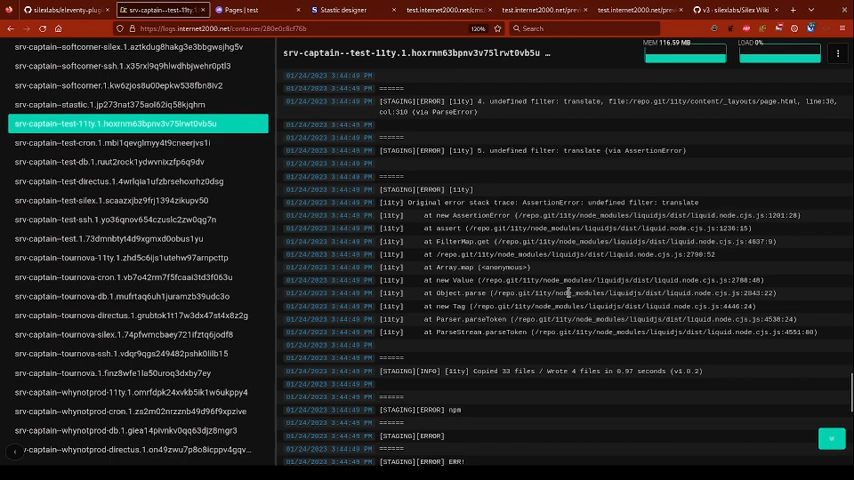 silexlabs/eleventy-plug
srv-captain--test-11ty.1
Pages | test
Stastic designer
test.internet2000.net/cms/
test.internet2000.net/prev
test.internet2000.net/prev
v3 · silexlabs/Silex Wiki
https://logs.internet2000.net/container/280e0c8cf76b
120%
Search
srv-captain--softcorner-silex.1.aztkdug8hakg3e3bbgwsjhg5v
srv-captain--softcorner-ssh.1.x35rxl9q9hlwdhbjwehr0ptl3
srv-captain--softcorner.1.kw6zjos8u00epkw538fbn8iv2
srv-captain--stastic.1.jp273nat375aol62iq58kjqhm
srv-captain--test-11ty.1.hoxrnm63bpnv3v75lrwt0vb5u
srv-captain--test-cron.1.mbi1qevglmyy4t9cneerjvs1i
srv-captain--test-db.1.ruut2rock1ydwvnixzfp6q9dv
srv-captain--test-directus.1.4wrlqia1ufzbrsehoxrhz0dsg
srv-captain--test-silex.1.scaazxjbz9frj1394zikupv50
srv-captain--test-ssh.1.yo36qnov654czuslc2zw0qg7n
srv-captain--test.1.73dmnbtyt4d9xgmxd0obus1yu
srv-captain--tournova-11ty.1.zhd5c6ijs1utehw97arnpcttp
srv-captain--tournova-cron.1.vb7o42rm7f5fcaai3td3f063u
srv-captain--tournova-db.1.mufrtaq6uh1juramzb39udc3o
srv-captain--tournova-directus.1.grubtok11t7kvwk3dv47st4x8z2g
srv-captain--tournova-silex.1.74pfwmcbaey721ifztq6jodf8
srv-captain--tournova-ssh.1.vdqr9qgs249482pshk0lilb15
srv-captain--tournova.1.finz8wfe1la50uroq3dxby7ey
srv-captain--whynotprod-11ty.1.omrfdpk24xvkb5ik1w6ukppy4
srv-captain--whynotprod-cron.1.zs2m02nrzznb49d96f9xpzive
srv-captain--whynotprod-db.1.giea14pivnkv0qq63djz8mgr3
srv-captain--whynotprod-directus.1.on49zwu7p8o8icppv4gqv...
srv-captain--test-11ty.1.hoxrnm63bpnv3v75lrwt0vb5u ...
MEM 116.59 MB
LOAD 0%
01/24/2023 3:44:49 PM
01/24/2023 3:44:49 PM ======
01/24/2023 3:44:49 PM [STAGING][ERROR] [11ty] 4. undefined filter: translate, file:/repo.git/11ty/content/_layouts/page.html, line:30,
col:310 (via ParseError)
01/24/2023 3:44:49 PM
01/24/2023 3:44:49 PM ======
01/24/2023 3:44:49 PM [STAGING][ERROR] [11ty] 5. undefined filter: translate (via AssertionError)
01/24/2023 3:44:49 PM
01/24/2023 3:44:49 PM ======
01/24/2023 3:44:49 PM [STAGING][ERROR] [11ty]
01/24/2023 3:44:49 PM [11ty] Original error stack trace: AssertionError: undefined filter: translate
01/24/2023 3:44:49 PM [11ty] at new AssertionError (/repo.git/11ty/node_modules/liquidjs/dist/liquid.node.cjs.js:1201:28)
01/24/2023 3:44:49 PM [11ty] at assert (/repo.git/11ty/node_modules/liquidjs/dist/liquid.node.cjs.js:1236:15)
01/24/2023 3:44:49 PM [11ty] at FilterMap.get (/repo.git/11ty/node_modules/liquidjs/dist/liquid.node.cjs.js:4637:9)
01/24/2023 3:44:49 PM [11ty] at /repo.git/11ty/node_modules/liquidjs/dist/liquid.node.cjs.js:2790:52
01/24/2023 3:44:49 PM [11ty] at Array.map (<anonymous>)
01/24/2023 3:44:49 PM [11ty] at new Value (/repo.git/11ty/node_modules/liquidjs/dist/liquid.node.cjs.js:2788:48)
01/24/2023 3:44:49 PM [11ty] at Object.parse (/repo.git/11ty/node_modules/liquidjs/dist/liquid.node.cjs.js:2843:22)
01/24/2023 3:44:49 PM [11ty] at new Tag (/repo.git/11ty/node_modules/liquidjs/dist/liquid.node.cjs.js:4446:24)
01/24/2023 3:44:49 PM [11ty] at Parser.parseToken (/repo.git/11ty/node_modules/liquidjs/dist/liquid.node.cjs.js:4538:24)
01/24/2023 3:44:49 PM [11ty] at ParseStream.parseToken (/repo.git/11ty/node_modules/liquidjs/dist/liquid.node.cjs.js:4551:80)
01/24/2023 3:44:49 PM
01/24/2023 3:44:49 PM ======
01/24/2023 3:44:49 PM [STAGING][INFO] [11ty] Copied 33 files / Wrote 4 files in 0.97 seconds (v1.0.2)
01/24/2023 3:44:49 PM
01/24/2023 3:44:49 PM ======
01/24/2023 3:44:49 PM [STAGING][ERROR] npm
01/24/2023 3:44:49 PM ======
01/24/2023 3:44:49 PM [STAGING][ERROR]
01/24/2023 3:44:49 PM ======
01/24/2023 3:44:49 PM [STAGING][ERROR] ERR!